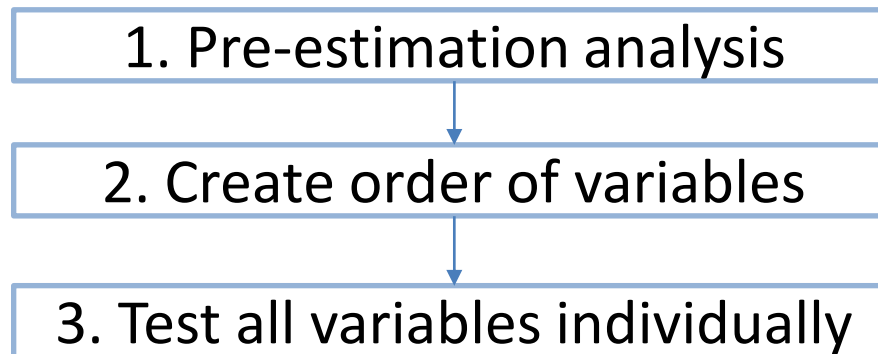 1. Pre-estimation analysis
2. Create order of variables
3. Test all variables individually